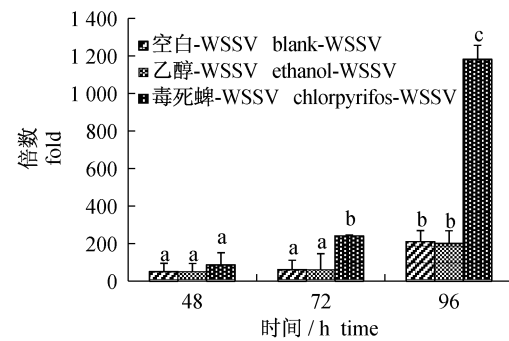 1 400
1 200
1 000
800
600
400
200
0
倍数
fold
空白-WSSV blank-WSSV
乙醇-WSSV ethanol-WSSV
毒死蜱-WSSV chlorpyrifos-WSSV
a a a
a a b
b b c
48 72 96
时间 / h time